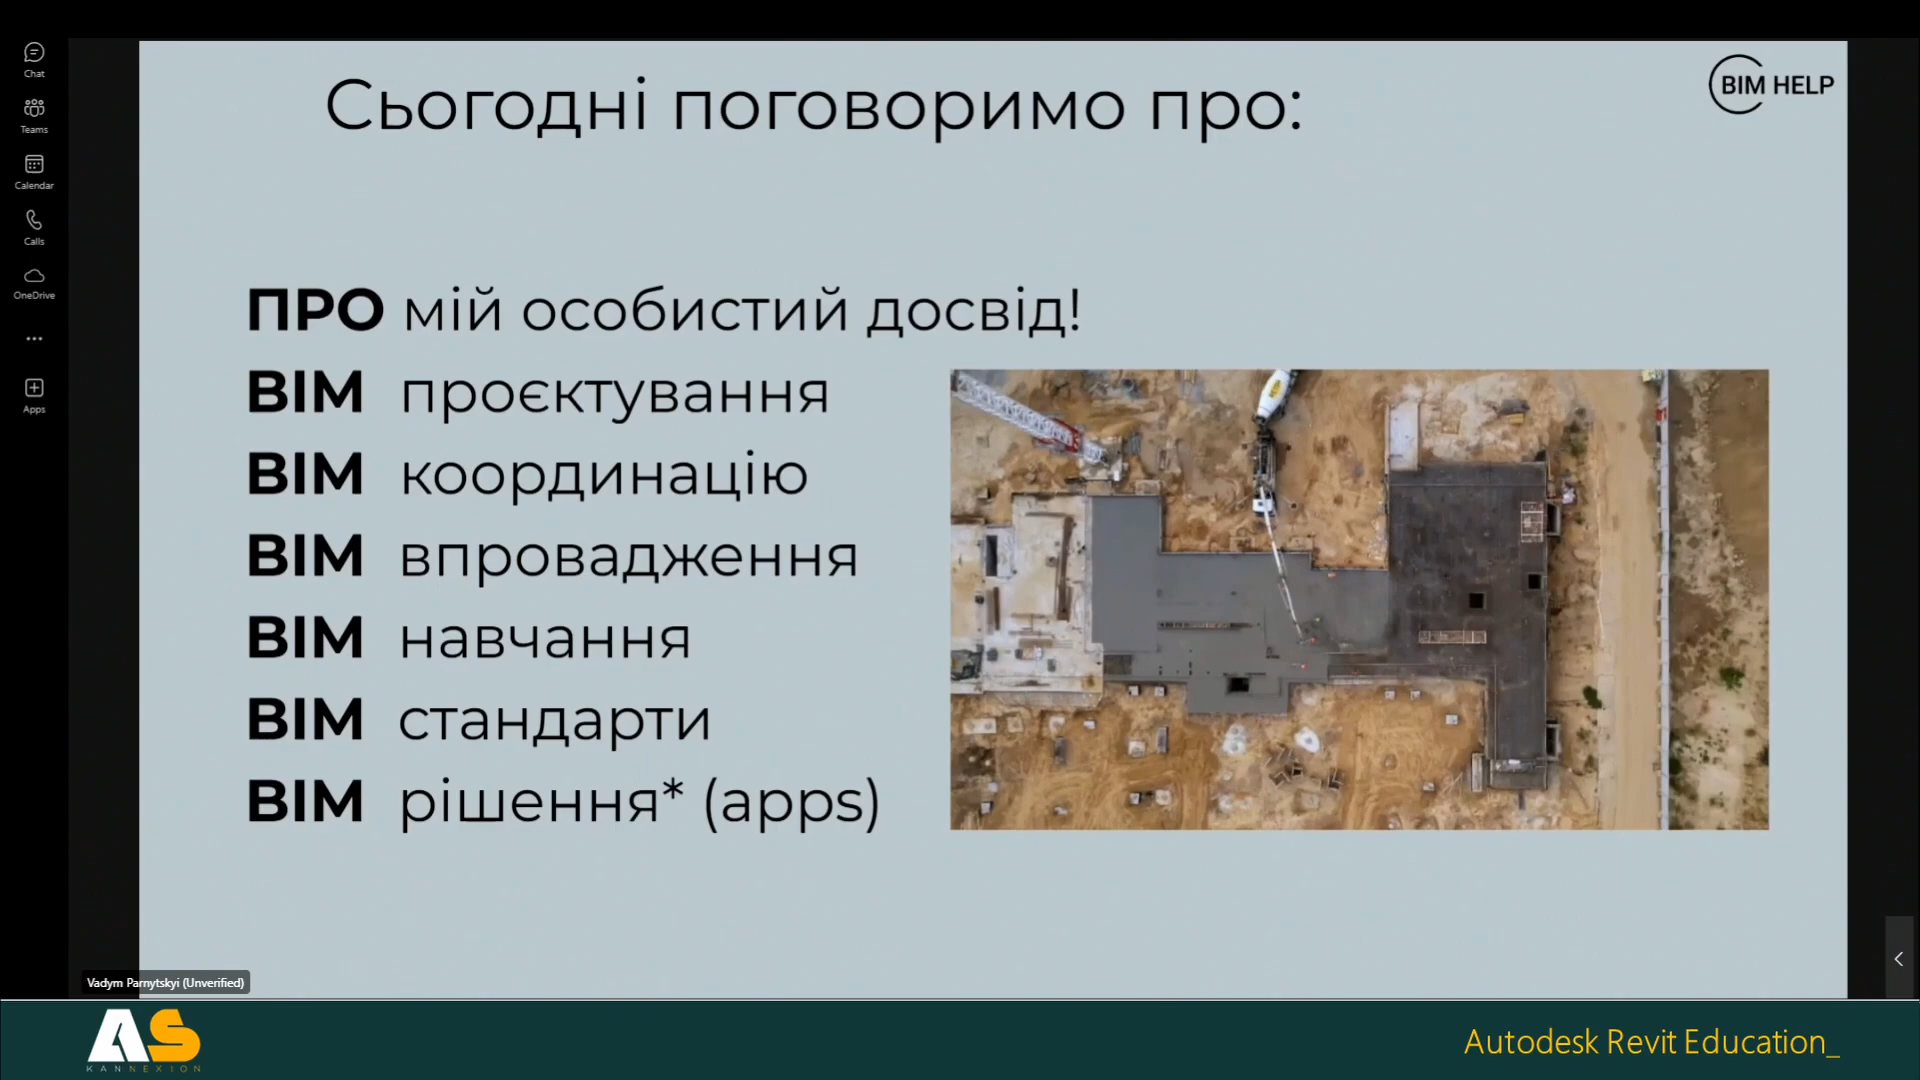 Chat
Teams
Calendar
Calls
OneDrive
Apps
Сьогодні поговоримо про:
BIM HELP
ПРО мій особистий досвід!
BIM проєктування
BIM координацію
BIM впровадження
BIM навчання
BIM стандарти
BIM рішення* (apps)
Vadym Parnytskyi (Unverified)
AS
KANNEXION
Autodesk Revit Education_